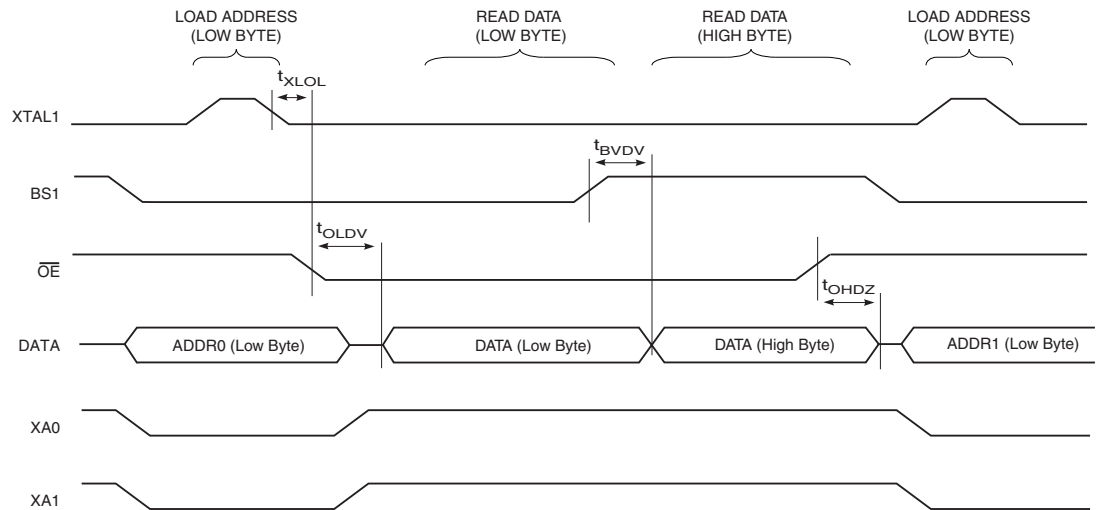 LOAD ADDRESS
(LOW BYTE)
READ DATA
(LOW BYTE)
READ DATA
(HIGH BYTE)
LOAD ADDRESS
(LOW BYTE)
tXLOL
XTAL1
tBVDV
BS1
tOLDV
OE
tOHDZ
DATA
ADDR0 (Low Byte)
DATA (Low Byte)
DATA (High Byte)
ADDR1 (Low Byte)
XA0
XA1